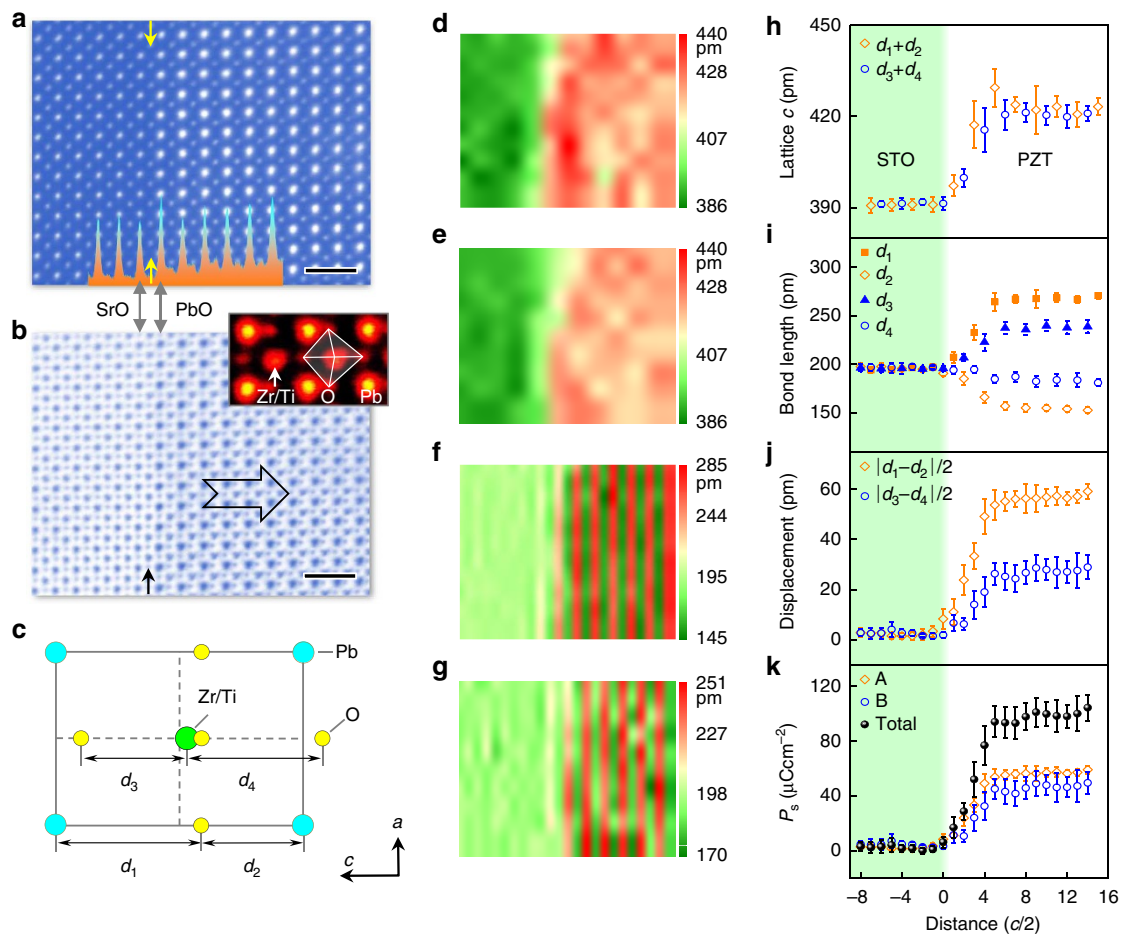 a
SrO
PbO
b
Zr/Ti
O
Pb
c
Pb
Zr/Ti
O
d3
d4
d1
d2
a
c
d
440
pm
428
407
386
e
440
pm
428
407
386
f
285
pm
244
195
145
g
251
pm
227
198
170
h
450
420
390
Lattice c (pm)
d1+d2
d3+d4
STO
PZT
i
300
250
200
150
Bond length (pm)
d1
d2
d3
d4
j
60
40
20
0
Displacement (pm)
|d1−d2|/2
|d3−d4|/2
k
120
80
40
0
Ps (μCcm−2)
A
B
Total
−8 −4 0 4 8 12 16
Distance (c/2)